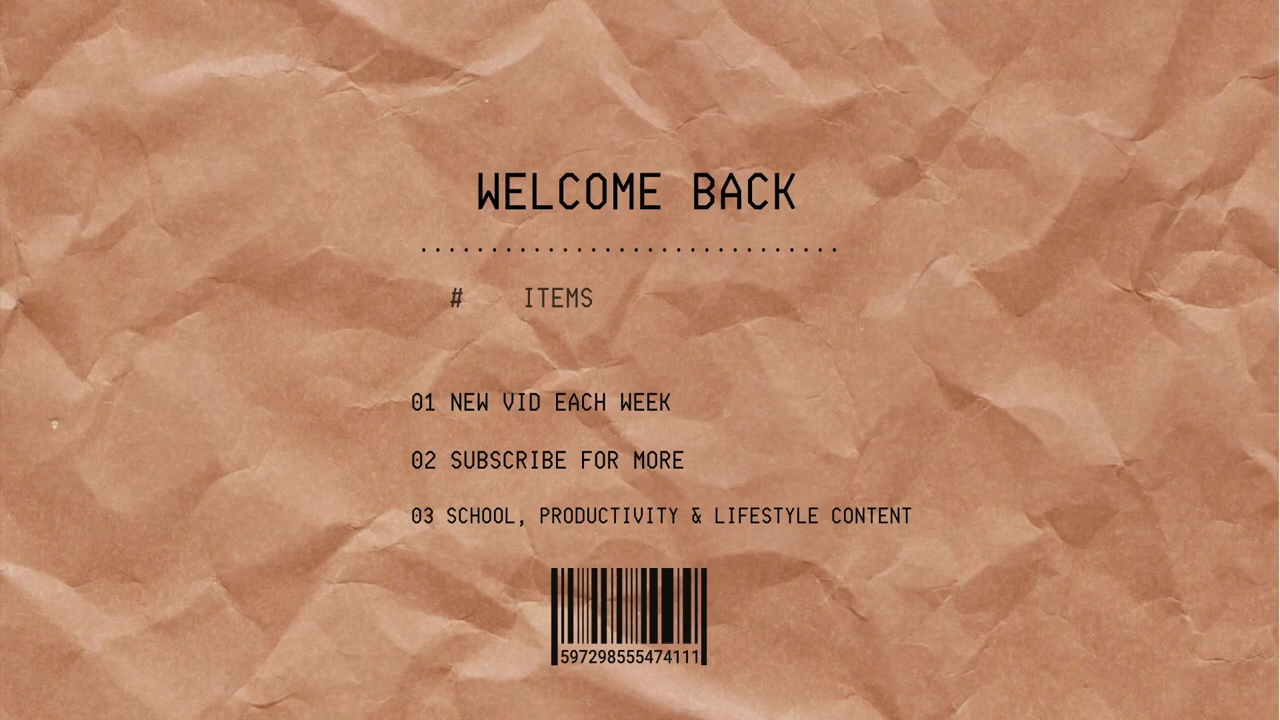 WELCOME BACK
..............................
# ITEMS
01 NEW VID EACH WEEK
02 SUBSCRIBE FOR MORE
03 SCHOOL, PRODUCTIVITY & LIFESTYLE CONTENT
597298555474111